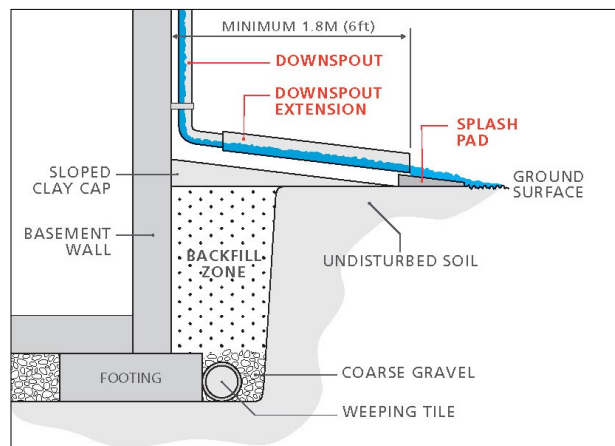 MINIMUM 1.8M (6ft)
DOWNSPOUT
DOWNSPOUT
EXTENSION
SPLASH
PAD
SLOPED
CLAY CAP
GROUND
SURFACE
BASEMENT
WALL
BACKFILL
ZONE
UNDISTURBED SOIL
FOOTING
COARSE GRAVEL
WEEPING TILE